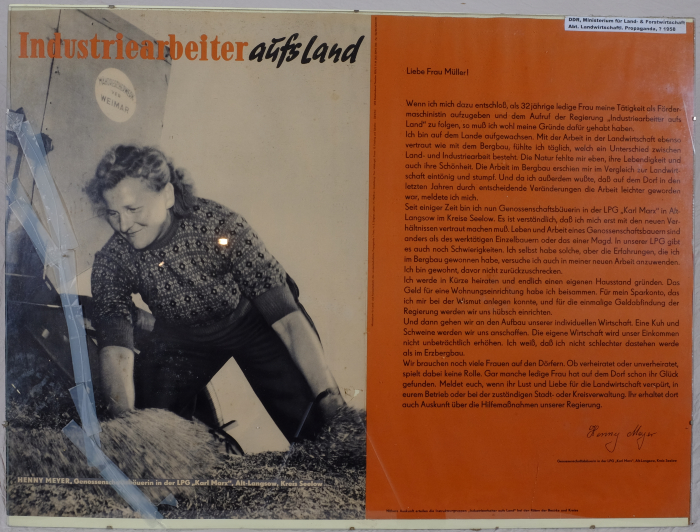 Industriearbeiter aufs Land
WEIMAR
HENNY MEYER, Genossenschaftsbäuerin in der LPG „Karl Marx“, Alt-Langsow, Kreis Seelow
DDR, Ministerium für Land- & Forstwirtschaft
Abt. Landwirtschaftl. Propaganda, ? 1958
Liebe Frau Müller!
Wenn ich mich dazu entschloß, als 32jährige ledige Frau meine Tätigkeit als Förder-
maschinistin aufzugeben und dem Aufruf der Regierung „Industriearbeiter aufs
Land“ zu folgen, so muß ich wohl meine Gründe dafür gehabt haben.
Ich bin auf dem Lande aufgewachsen. Mit der Arbeit in der Landwirtschaft ebenso
vertraut wie mit dem Bergbau, fühlte ich täglich, welch ein Unterschied zwischen
Land- und Industriearbeit besteht. Die Natur fehlte mir eben, ihre Lebendigkeit und
auch ihre Schönheit. Die Arbeit im Bergbau erschien mir im Vergleich zur Landwirt-
schaft eintönig und stumpf. Und da ich außerdem wußte, daß auf dem Dorf in den
letzten Jahren durch entscheidende Veränderungen die Arbeit leichter geworden
war, meldete ich mich.
Seit einiger Zeit bin ich nun Genossenschaftsbäuerin in der LPG „Karl Marx“ in Alt-
Langsow im Kreise Seelow. Es ist verständlich, daß ich mich erst mit den neuen Ver-
hältnissen vertraut machen muß. Leben und Arbeit eines Genossenschaftsbauern sind
anders als des werktätigen Einzelbauern oder das einer Magd. In unserer LPG gibt
es auch noch Schwierigkeiten. Ich selbst habe solche, aber die Erfahrungen, die ich
im Bergbau gewonnen habe, versuche ich auch in meiner neuen Arbeit anzuwenden.
Ich bin gewohnt, davor nicht zurückzuschrecken.
Ich werde in Kürze heiraten und endlich einen eigenen Hausstand gründen. Das
Geld für eine Wohnungseinrichtung habe ich beisammen. Für mein Sparkonto, das
ich mir bei der Wismut anlegen konnte, und für die einmalige Geldabfindung der
Regierung werden wir uns hübsch einrichten.
Und dann gehen wir an den Aufbau unserer individuellen Wirtschaft. Eine Kuh und
Schweine werden wir uns anschaffen. Die eigene Wirtschaft wird unser Einkommen
nicht unbeträchtlich erhöhen. Ich weiß, daß ich nicht schlechter dastehen werde
als im Erzbergbau.
Wir brauchen noch viele Frauen auf den Dörfern. Ob verheiratet oder unverheiratet,
spielt dabei keine Rolle. Gar manche ledige Frau hat auf dem Dorf schon ihr Glück
gefunden. Meldet euch, wenn ihr Lust und Liebe für die Landwirtschaft verpürt, in
eurem Betrieb oder bei der zuständigen Stadt- oder Kreisverwaltung. Ihr erhaltet dort
auch Auskunft über die Hilfsmaßnahmen unserer Regierung.
Henny Meyer
Genossenschaftsbäuerin in der LPG „Karl Marx“, Alt-Langsow, Kreis Seelow